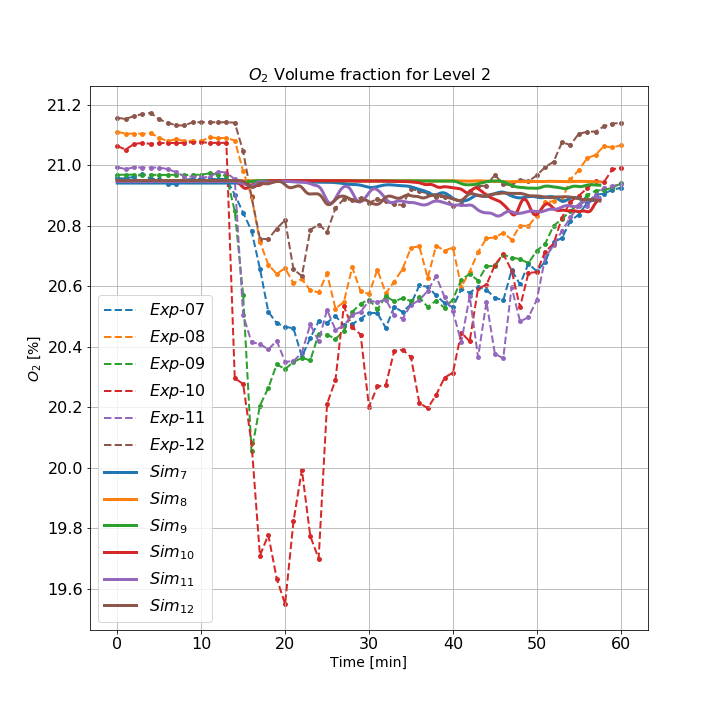 O2 Volume fraction for Level 2
21.2
21.0
20.8
20.6
20.4
20.2
20.0
19.8
19.6
O2 [%]
Exp-07
Exp-08
Exp-09
Exp-10
Exp-11
Exp-12
Sim7
Sim8
Sim9
Sim10
Sim11
Sim12
0 10 20 30 40 50 60
Time [min]